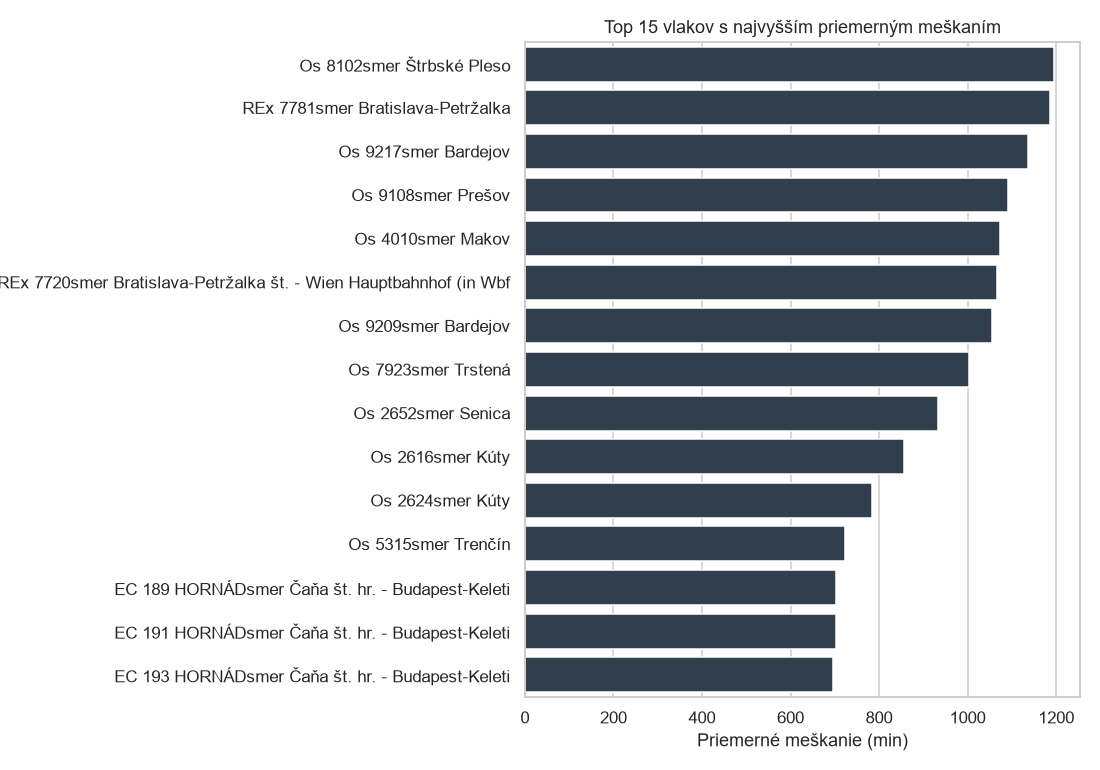 Top 15 vlakov s najvyšším priemerným meškaním
Os 8102smer Štrbské Pleso
REx 7781smer Bratislava-Petržalka
Os 9217smer Bardejov
Os 9108smer Prešov
Os 4010smer Makov
REx 7720smer Bratislava-Petržalka št. - Wien Hauptbahnhof (in Wbf
Os 9209smer Bardejov
Os 7923smer Trstená
Os 2652smer Senica
Os 2616smer Kúty
Os 2624smer Kúty
Os 5315smer Trenčín
EC 189 HORNÁDsmer Čaňa št. hr. - Budapest-Keleti
EC 191 HORNÁDsmer Čaňa št. hr. - Budapest-Keleti
EC 193 HORNÁDsmer Čaňa št. hr. - Budapest-Keleti
0 200 400 600 800 1000 1200
Priemerné meškanie (min)